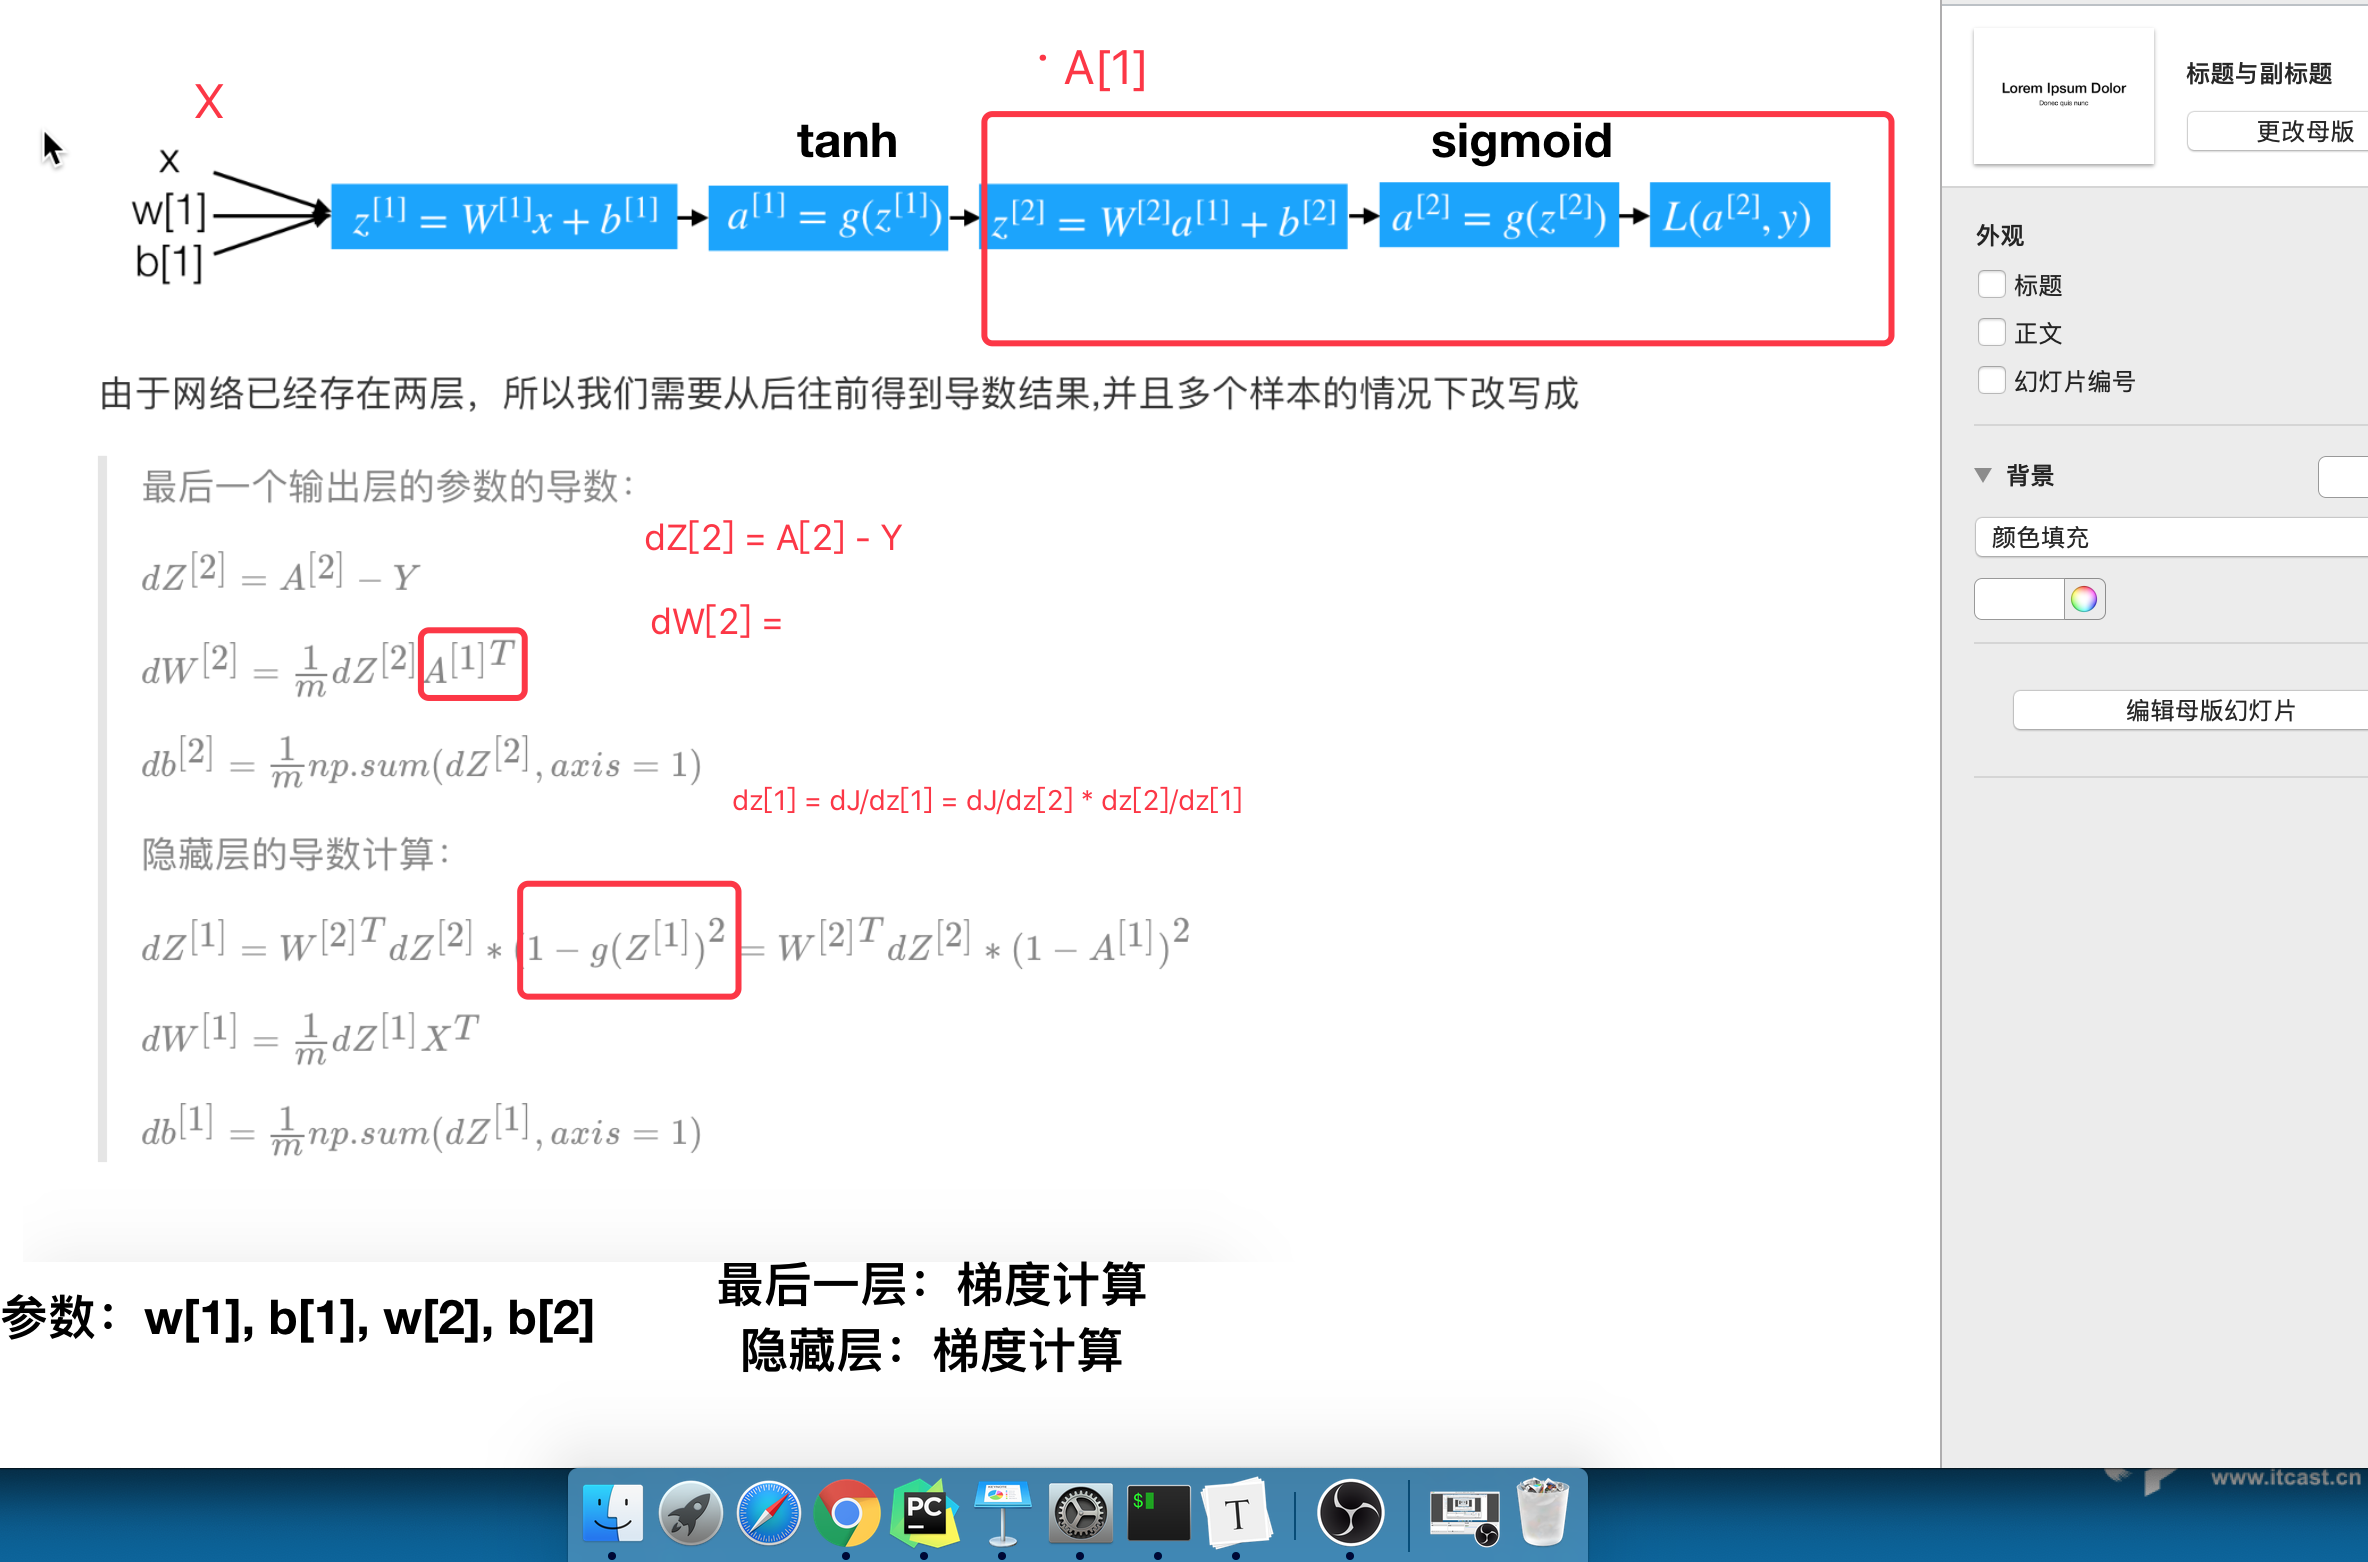 A[1]
X
tanh
sigmoid
x
w[1]
b[1]
z^[1] = W^[1]x + b^[1]
a^[1] = g(z^[1])
z^[2] = W^[2]a^[1] + b^[2]
a^[2] = g(z^[2])
L(a^[2], y)
由于网络已经存在两层，所以我们需要从后往前得到导数结果,并且多个样本的情况下改写成
最后一个输出层的参数的导数：
dZ[2] = A[2] - Y
dZ^[2] = A^[2] − Y
dW[2] =
dW^[2] = 1/m dZ^[2] A^[1]^T
db^[2] = 1/m np.sum(dZ^[2], axis = 1)
dz[1] = dJ/dz[1] = dJ/dz[2] * dz[2]/dz[1]
隐藏层的导数计算：
dZ^[1] = W^[2]^T dZ^[2] * (1 − g(Z^[1])^2 = W^[2]^T dZ^[2] * (1 − A^[1])^2
dW^[1] = 1/m dZ^[1] X^T
db^[1] = 1/m np.sum(dZ^[1], axis = 1)
参数：w[1], b[1], w[2], b[2]
最后一层：梯度计算
隐藏层：梯度计算
Lorem Ipsum Dolor
Donec quis nunc
标题与副标题
更改母版
外观
标题
正文
幻灯片编号
背景
颜色填充
编辑母版幻灯片
www.itcast.cn
PC
$
T